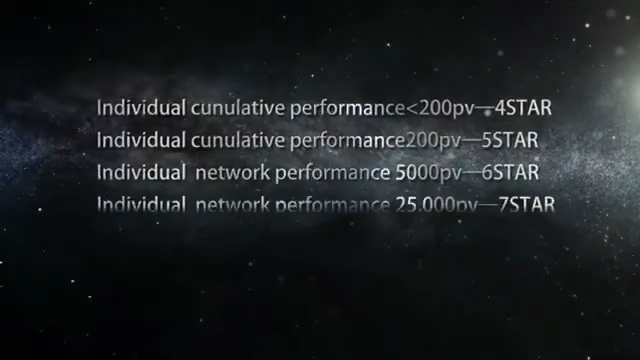 Individual cunulative performance<200pv—4STAR
Individual cunulative performance200pv—5STAR
Individual network performance 5000pv—6STAR
Individual network performance 25.000pv—7STAR